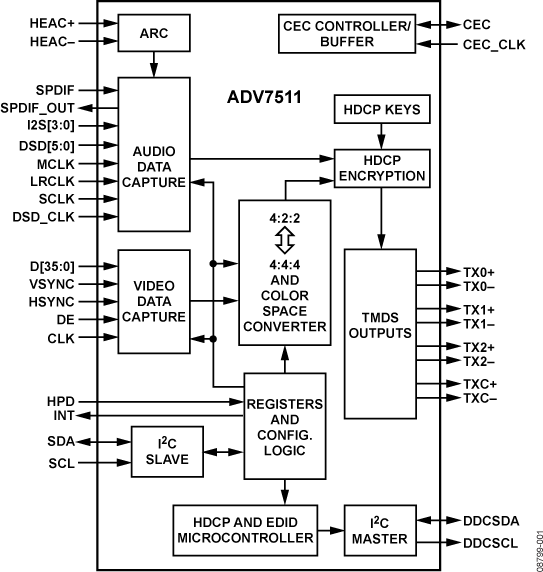 HEAC+
HEAC–
ARC
CEC CONTROLLER/
BUFFER
CEC
CEC_CLK
ADV7511
SPDIF
SPDIF_OUT
I2S[3:0]
DSD[5:0]
MCLK
LRCLK
SCLK
DSD_CLK
AUDIO
DATA
CAPTURE
HDCP KEYS
HDCP
ENCRYPTION
4:2:2
4:4:4
AND
COLOR
SPACE
CONVERTER
D[35:0]
VSYNC
HSYNC
DE
CLK
VIDEO
DATA
CAPTURE
TMDS
OUTPUTS
TX0+
TX0–
TX1+
TX1–
TX2+
TX2–
TXC+
TXC–
HPD
INT
REGISTERS
AND
CONFIG.
LOGIC
SDA
SCL
I2C
SLAVE
HDCP AND EDID
MICROCONTROLLER
I2C
MASTER
DDCSDA
DDCSCL
08799-001